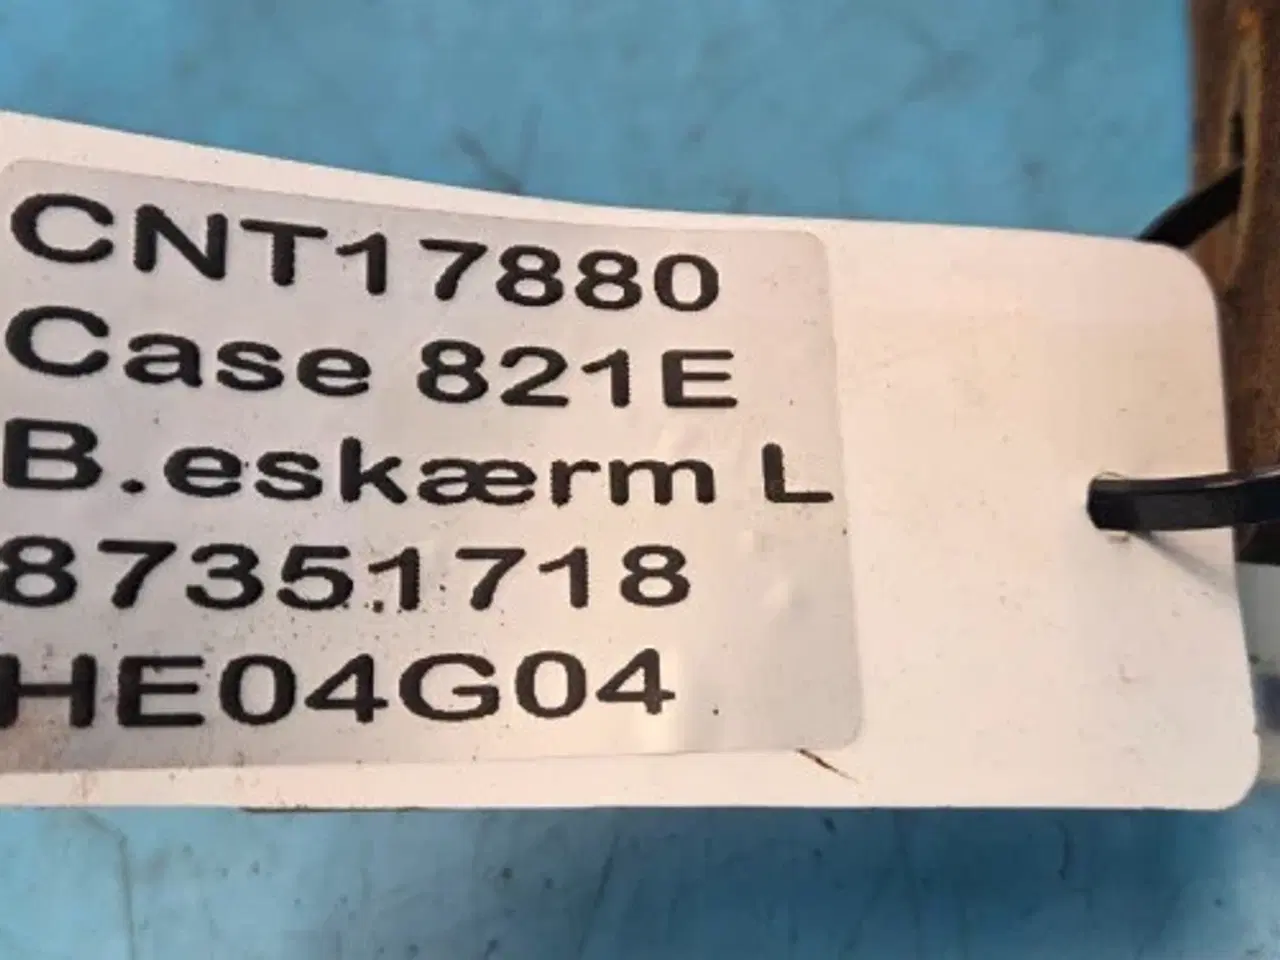 CNT17880
Case 821E
B.eskærm L
87351718
HE04G04